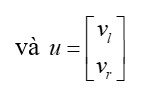 và u = [v_l
v_r]